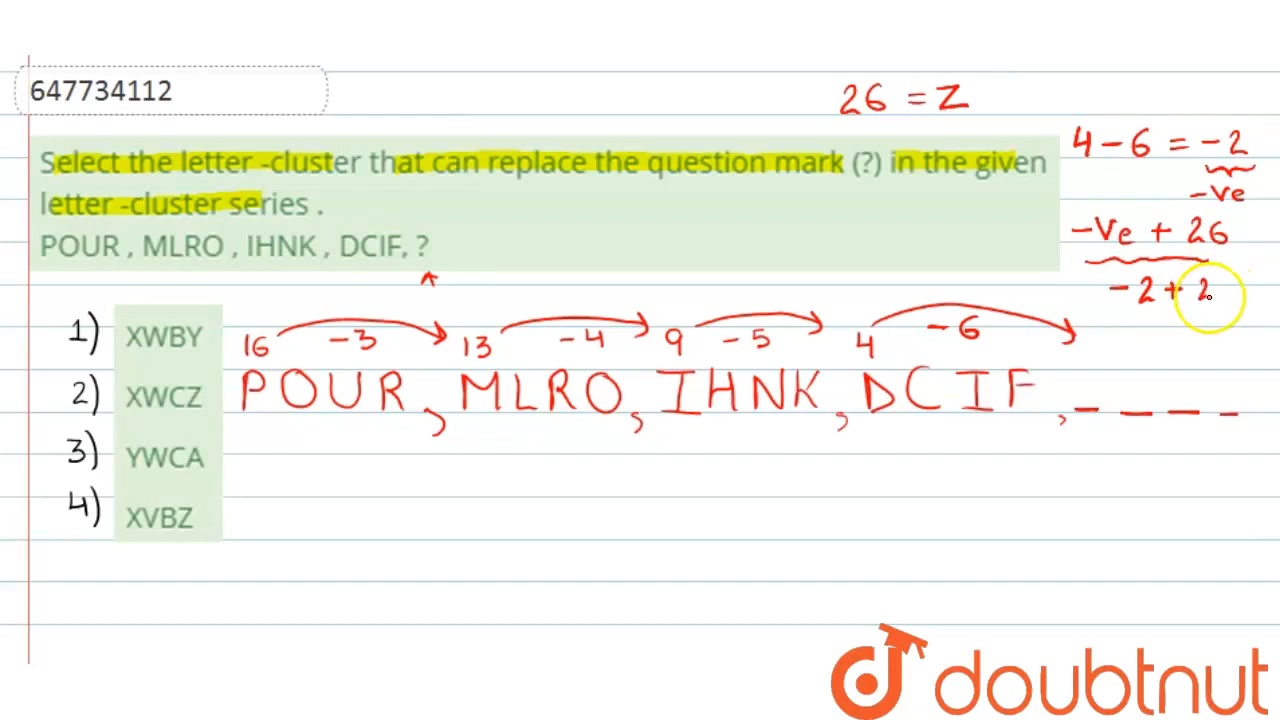 647734112
26 = Z
4 - 6 = -2
-ve
Select the letter -cluster that can replace the question mark (?) in the given
letter -cluster series .
-Ve + 26
POUR , MLRO , IHNK , DCIF, ?
-2 + 2
1) XWBY
16 -3 13 -4 9 -5 4 -6
2) XWCZ
POUR, MLRO, IHNK, DCIF, _ _ _ _
3) YWCA
4) XVBZ
doubtnut